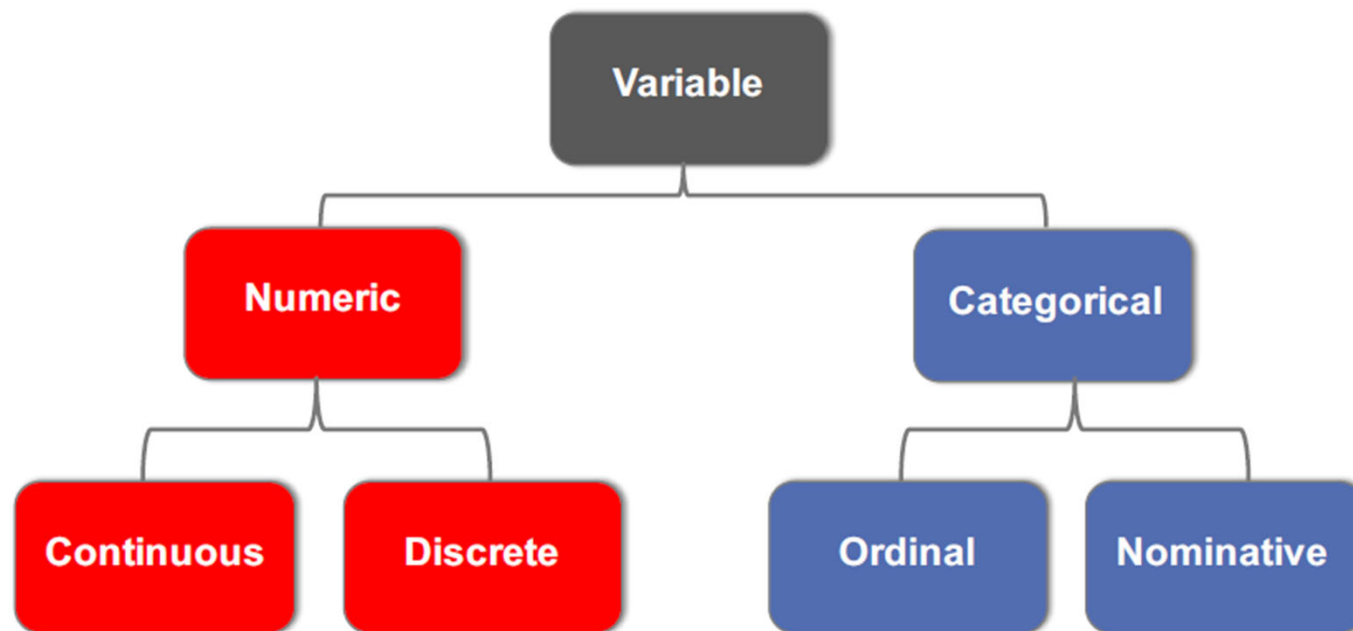 Variable
Numeric
Categorical
Continuous
Discrete
Ordinal
Nominative